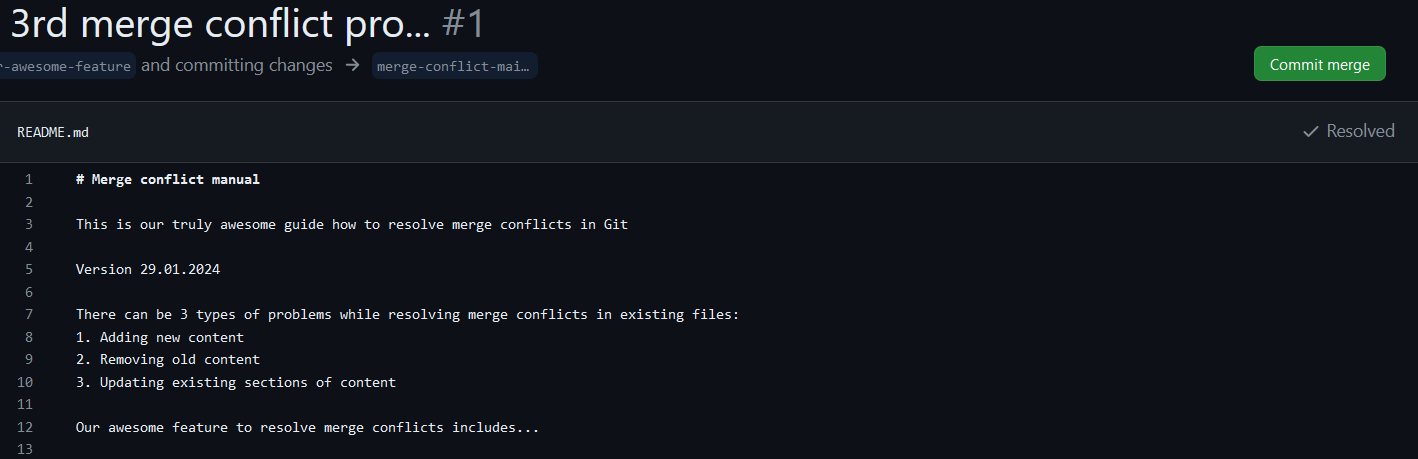 3rd merge conflict pro... #1
r-awesome-feature and committing changes → merge-conflict-mai…
Commit merge
README.md
Resolved
1 # Merge conflict manual
2
3 This is our truly awesome guide how to resolve merge conflicts in Git
4
5 Version 29.01.2024
6
7 There can be 3 types of problems while resolving merge conflicts in existing files:
8 1. Adding new content
9 2. Removing old content
10 3. Updating existing sections of content
11
12 Our awesome feature to resolve merge conflicts includes...
13